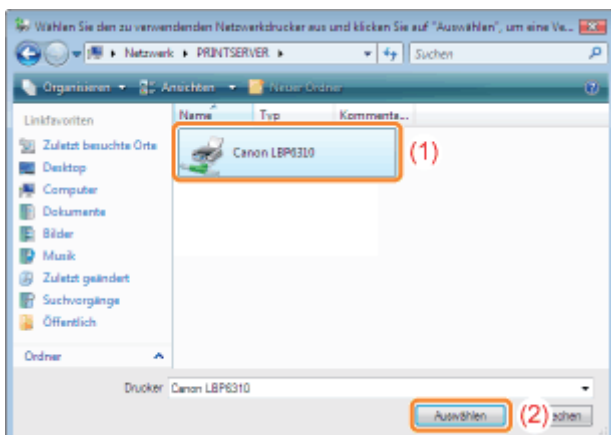 Wählen Sie den zu verwendenden Netzwerkdrucker aus und klicken Sie auf "Auswählen", um eine Ve...
Netzwerk PRINTSERVER Suchen
Organisieren Ansichten Neuer Ordner
Linkfavoriten
Name Typ Kommenta...
Zuletzt besuchte Orte
Canon LBP6310 (1)
Desktop
Computer
Dokumente
Bilder
Musik
Zuletzt geändert
Suchvorgänge
Öffentlich
Ordner
Drucker Canon LBP6310
Auswählen (2)